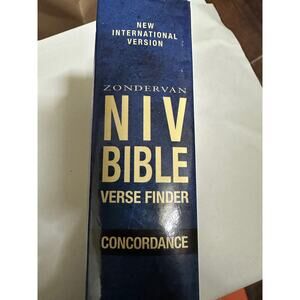 NEW
INTERNATIONAL
VERSION
ZONDERVAN
NIV
BIBLE
VERSE FINDER
CONCORDANCE